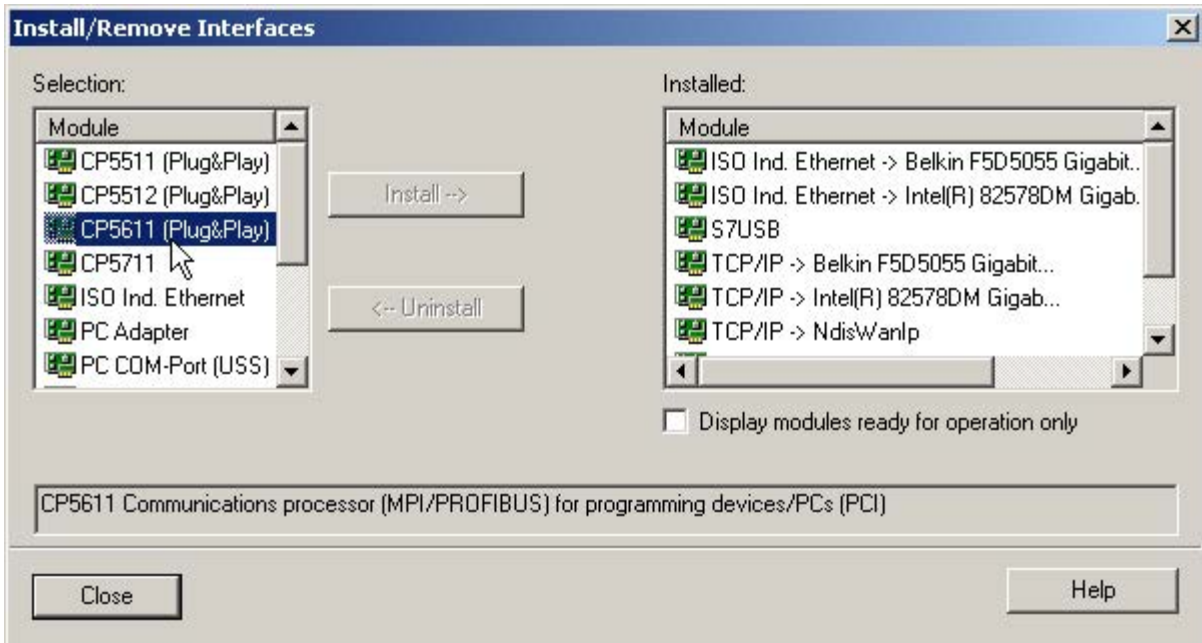 Install/Remove Interfaces
Selection:
Module
CP5511 (Plug&Play)
CP5512 (Plug&Play)
CP5611 (Plug&Play)
CP5711
ISO Ind. Ethernet
PC Adapter
PC COM-Port (USS)
Install -->
<-- Uninstall
Installed:
Module
ISO Ind. Ethernet -> Belkin F5D5055 Gigabit..
ISO Ind. Ethernet -> Intel(R) 82578DM Gigab.
S7USB
TCP/IP -> Belkin F5D5055 Gigabit...
TCP/IP -> Intel(R) 82578DM Gigab...
TCP/IP -> NdisWanIp
Display modules ready for operation only
CP5611 Communications processor (MPI/PROFIBUS) for programming devices/PCs (PCI)
Close
Help